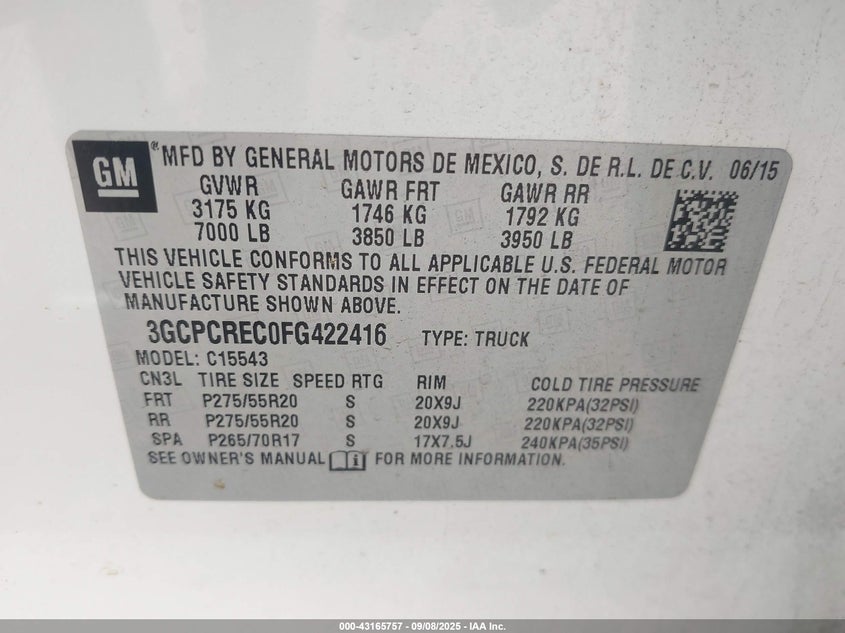 GM ® MFD BY GENERAL MOTORS DE MEXICO, S. DE R.L. DE C.V. 06/15
GVWR GAWR FRT GAWR RR
3175 KG 1746 KG 1792 KG
7000 LB 3850 LB 3950 LB
THIS VEHICLE CONFORMS TO ALL APPLICABLE U.S. FEDERAL MOTOR
VEHICLE SAFETY STANDARDS IN EFFECT ON THE DATE OF
MANUFACTURE SHOWN ABOVE.
3GCPCREC0FG422416 TYPE: TRUCK
MODEL: C15543
CN3L TIRE SIZE SPEED RTG RIM COLD TIRE PRESSURE
FRT P275/55R20 S 20X9J 220KPA(32PSI)
RR P275/55R20 S 20X9J 220KPA(32PSI)
SPA P265/70R17 S 17X7.5J 240KPA(35PSI)
SEE OWNER'S MANUAL FOR MORE INFORMATION.
000-43165757 - 09/08/2025 - IAA Inc.